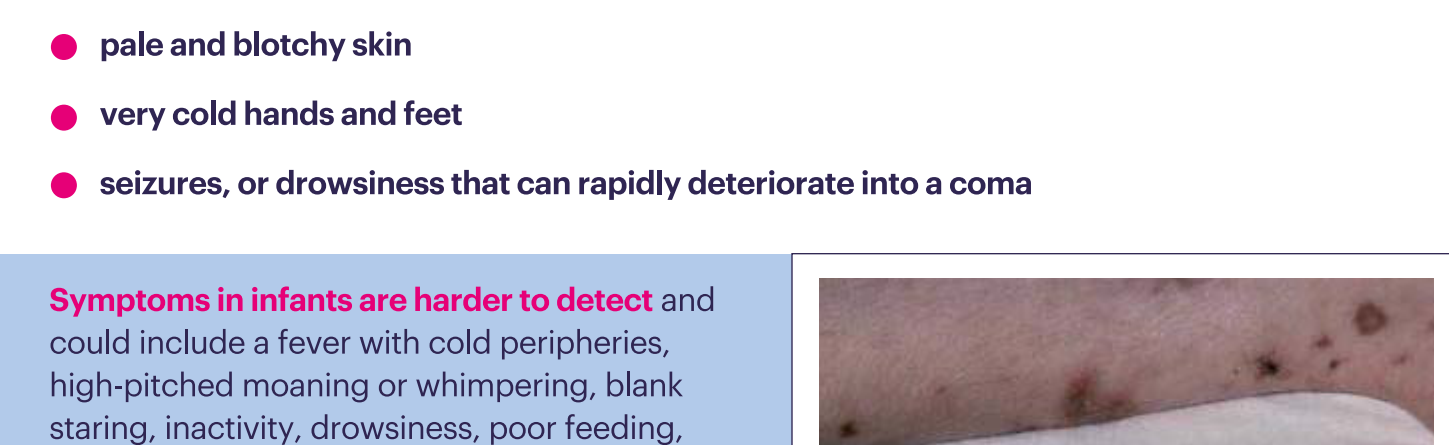 pale and blotchy skin
very cold hands and feet
seizures, or drowsiness that can rapidly deteriorate into a coma
Symptoms in infants are harder to detect and
could include a fever with cold peripheries,
high-pitched moaning or whimpering, blank
staring, inactivity, drowsiness, poor feeding,